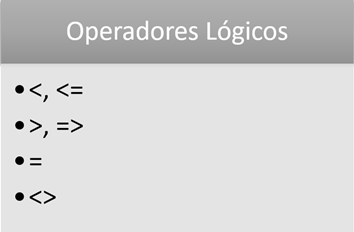 Operadores Lógicos
•<, <=
•>, =>
•=
•<>